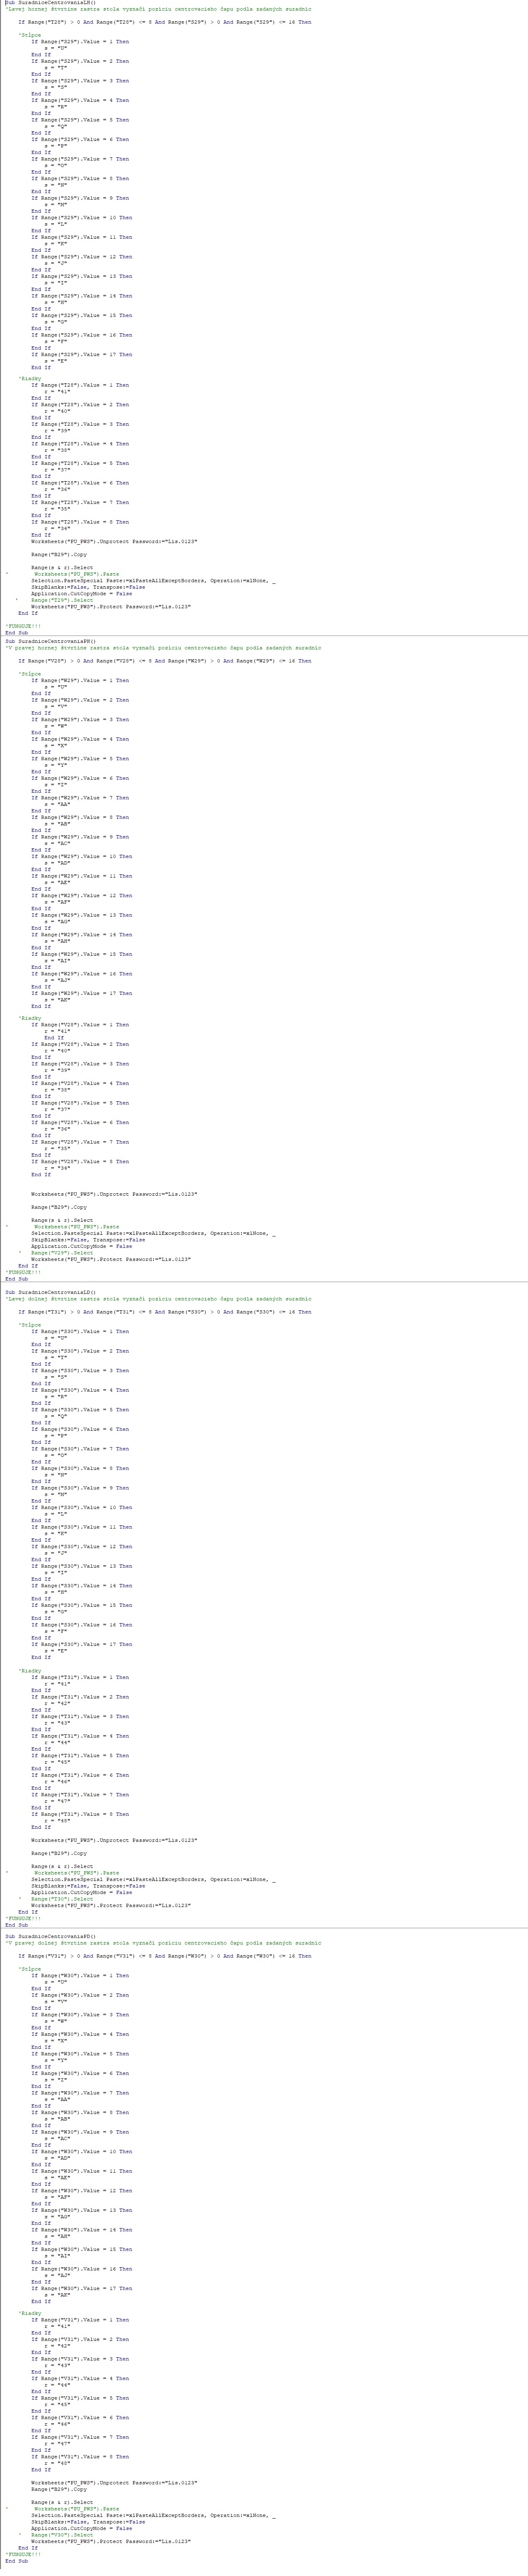 Sub SuradniceCentrovaniaLH()
'Lavej hornej štvrtine rastra stola vyznačí pozíciu centrovacieho čapu podla zadaných súradníc
If Range("T28") > 0 And Range("T28") <= 8 And Range("S29") > 0 And Range("S29") <= 16 Then
'Stĺpce
If Range("S29").Value = 1 Then
s = "U"
End If
If Range("S29").Value = 2 Then
s = "T"
End If
If Range("S29").Value = 3 Then
s = "S"
End If
If Range("S29").Value = 4 Then
s = "R"
End If
If Range("S29").Value = 5 Then
s = "Q"
End If
If Range("S29").Value = 6 Then
s = "P"
End If
If Range("S29").Value = 7 Then
s = "O"
End If
If Range("S29").Value = 8 Then
s = "N"
End If
If Range("S29").Value = 9 Then
s = "M"
End If
If Range("S29").Value = 10 Then
s = "L"
End If
If Range("S29").Value = 11 Then
s = "K"
End If
If Range("S29").Value = 12 Then
s = "J"
End If
If Range("S29").Value = 13 Then
s = "I"
End If
If Range("S29").Value = 14 Then
s = "H"
End If
If Range("S29").Value = 15 Then
s = "G"
End If
If Range("S29").Value = 16 Then
s = "F"
End If
If Range("S29").Value = 17 Then
s = "E"
End If
'Riadky
If Range("T28").Value = 1 Then
r = "41"
End If
If Range("T28").Value = 2 Then
r = "40"
End If
If Range("T28").Value = 3 Then
r = "39"
End If
If Range("T28").Value = 4 Then
r = "38"
End If
If Range("T28").Value = 5 Then
r = "37"
End If
If Range("T28").Value = 6 Then
r = "36"
End If
If Range("T28").Value = 7 Then
r = "35"
End If
If Range("T28").Value = 8 Then
r = "34"
End If
Worksheets("PU_PWS").Unprotect Password:="Lis.0123"
Range("B29").Copy
Range(s & r).Select
' Worksheets("PU_PWS").Paste
Selection.PasteSpecial Paste:=xlPasteAllExceptBorders, Operation:=xlNone, _
SkipBlanks:=False, Transpose:=False
Application.CutCopyMode = False
' Range("T29").Select
Worksheets("PU_PWS").Protect Password:="Lis.0123"
End If
'FUNGUJE!!!
End Sub
Sub SuradniceCentrovaniaPH()
'V pravej hornej štvrtine rastra stola vyznačí pozíciu centrovacieho čapu podla zadaných súradníc
If Range("V28") > 0 And Range("V28") <= 8 And Range("W29") > 0 And Range("W29") <= 16 Then
'Stĺpce
If Range("W29").Value = 1 Then
s = "U"
End If
If Range("W29").Value = 2 Then
s = "V"
End If
If Range("W29").Value = 3 Then
s = "W"
End If
If Range("W29").Value = 4 Then
s = "X"
End If
If Range("W29").Value = 5 Then
s = "Y"
End If
If Range("W29").Value = 6 Then
s = "Z"
End If
If Range("W29").Value = 7 Then
s = "AA"
End If
If Range("W29").Value = 8 Then
s = "AB"
End If
If Range("W29").Value = 9 Then
s = "AC"
End If
If Range("W29").Value = 10 Then
s = "AD"
End If
If Range("W29").Value = 11 Then
s = "AE"
End If
If Range("W29").Value = 12 Then
s = "AF"
End If
If Range("W29").Value = 13 Then
s = "AG"
End If
If Range("W29").Value = 14 Then
s = "AH"
End If
If Range("W29").Value = 15 Then
s = "AI"
End If
If Range("W29").Value = 16 Then
s = "AJ"
End If
If Range("W29").Value = 17 Then
s = "AK"
End If
'Riadky
If Range("V28").Value = 1 Then
r = "41"
End If
If Range("V28").Value = 2 Then
r = "40"
End If
If Range("V28").Value = 3 Then
r = "39"
End If
If Range("V28").Value = 4 Then
r = "38"
End If
If Range("V28").Value = 5 Then
r = "37"
End If
If Range("V28").Value = 6 Then
r = "36"
End If
If Range("V28").Value = 7 Then
r = "35"
End If
If Range("V28").Value = 8 Then
r = "34"
End If
Worksheets("PU_PWS").Unprotect Password:="Lis.0123"
Range("B29").Copy
Range(s & r).Select
' Worksheets("PU_PWS").Paste
Selection.PasteSpecial Paste:=xlPasteAllExceptBorders, Operation:=xlNone, _
SkipBlanks:=False, Transpose:=False
Application.CutCopyMode = False
' Range("V29").Select
Worksheets("PU_PWS").Protect Password:="Lis.0123"
End If
'FUNGUJE!!!
End Sub
Sub SuradniceCentrovaniaLD()
'Lavej dolnej štvrtine rastra stola vyznačí pozíciu centrovacieho čapu podla zadaných súradníc
If Range("T31") > 0 And Range("T31") <= 8 And Range("S30") > 0 And Range("S30") <= 16 Then
'Stĺpce
If Range("S30").Value = 1 Then
s = "U"
End If
If Range("S30").Value = 2 Then
s = "T"
End If
If Range("S30").Value = 3 Then
s = "S"
End If
If Range("S30").Value = 4 Then
s = "R"
End If
If Range("S30").Value = 5 Then
s = "Q"
End If
If Range("S30").Value = 6 Then
s = "P"
End If
If Range("S30").Value = 7 Then
s = "O"
End If
If Range("S30").Value = 8 Then
s = "N"
End If
If Range("S30").Value = 9 Then
s = "M"
End If
If Range("S30").Value = 10 Then
s = "L"
End If
If Range("S30").Value = 11 Then
s = "K"
End If
If Range("S30").Value = 12 Then
s = "J"
End If
If Range("S30").Value = 13 Then
s = "I"
End If
If Range("S30").Value = 14 Then
s = "H"
End If
If Range("S30").Value = 15 Then
s = "G"
End If
If Range("S30").Value = 16 Then
s = "F"
End If
If Range("S30").Value = 17 Then
s = "E"
End If
'Riadky
If Range("T31").Value = 1 Then
r = "41"
End If
If Range("T31").Value = 2 Then
r = "42"
End If
If Range("T31").Value = 3 Then
r = "43"
End If
If Range("T31").Value = 4 Then
r = "44"
End If
If Range("T31").Value = 5 Then
r = "45"
End If
If Range("T31").Value = 6 Then
r = "46"
End If
If Range("T31").Value = 7 Then
r = "47"
End If
If Range("T31").Value = 8 Then
r = "48"
End If
Worksheets("PU_PWS").Unprotect Password:="Lis.0123"
Range("B29").Copy
Range(s & r).Select
' Worksheets("PU_PWS").Paste
Selection.PasteSpecial Paste:=xlPasteAllExceptBorders, Operation:=xlNone, _
SkipBlanks:=False, Transpose:=False
Application.CutCopyMode = False
' Range("T30").Select
Worksheets("PU_PWS").Protect Password:="Lis.0123"
End If
'FUNGUJE!!!
End Sub
Sub SuradniceCentrovaniaPD()
'V pravej dolnej štvrtine rastra stola vyznačí pozíciu centrovacieho čapu podla zadaných súradníc
If Range("V31") > 0 And Range("V31") <= 8 And Range("W30") > 0 And Range("W30") <= 16 Then
'Stĺpce
If Range("W30").Value = 1 Then
s = "U"
End If
If Range("W30").Value = 2 Then
s = "V"
End If
If Range("W30").Value = 3 Then
s = "W"
End If
If Range("W30").Value = 4 Then
s = "X"
End If
If Range("W30").Value = 5 Then
s = "Y"
End If
If Range("W30").Value = 6 Then
s = "Z"
End If
If Range("W30").Value = 7 Then
s = "AA"
End If
If Range("W30").Value = 8 Then
s = "AB"
End If
If Range("W30").Value = 9 Then
s = "AC"
End If
If Range("W30").Value = 10 Then
s = "AD"
End If
If Range("W30").Value = 11 Then
s = "AE"
End If
If Range("W30").Value = 12 Then
s = "AF"
End If
If Range("W30").Value = 13 Then
s = "AG"
End If
If Range("W30").Value = 14 Then
s = "AH"
End If
If Range("W30").Value = 15 Then
s = "AI"
End If
If Range("W30").Value = 16 Then
s = "AJ"
End If
If Range("W30").Value = 17 Then
s = "AK"
End If
'Riadky
If Range("V31").Value = 1 Then
r = "41"
End If
If Range("V31").Value = 2 Then
r = "42"
End If
If Range("V31").Value = 3 Then
r = "43"
End If
If Range("V31").Value = 4 Then
r = "44"
End If
If Range("V31").Value = 5 Then
r = "45"
End If
If Range("V31").Value = 6 Then
r = "46"
End If
If Range("V31").Value = 7 Then
r = "47"
End If
If Range("V31").Value = 8 Then
r = "48"
End If
Worksheets("PU_PWS").Unprotect Password:="Lis.0123"
Range("B29").Copy
Range(s & r).Select
' Worksheets("PU_PWS").Paste
Selection.PasteSpecial Paste:=xlPasteAllExceptBorders, Operation:=xlNone, _
SkipBlanks:=False, Transpose:=False
Application.CutCopyMode = False
' Range("V30").Select
Worksheets("PU_PWS").Protect Password:="Lis.0123"
End If
'FUNGUJE!!!
End Sub